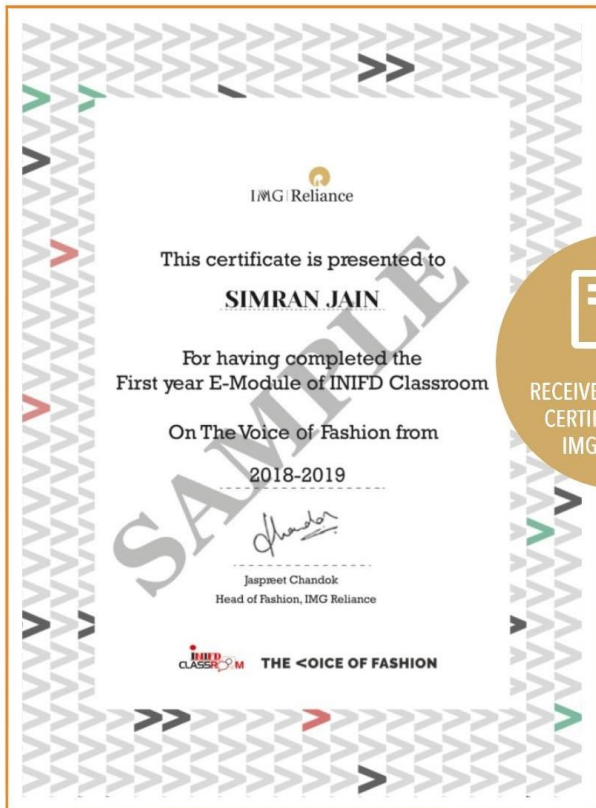 IMG | Reliance
This certificate is presented to
SIMRAN JAIN
For having completed the
First year E-Module of INIFD Classroom
On The Voice of Fashion from
2018-2019
SAMPLE
Jaspreet Chandok
Head of Fashion, IMG Reliance
INIFD
CLASSROOM
THE <OICE OF FASHION
RECEIVE
CERTIF
IMG